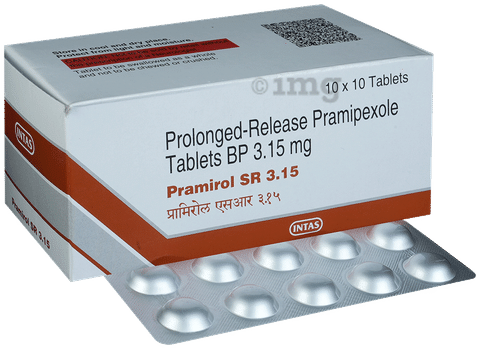 Store in cool and dry place.
Protect from light and moisture.
Tablet to be swallowed as a whole
and not to be chewed or crushed.
©1mg
10 x 10 Tablets
Prolonged-Release Pramipexole
Tablets BP 3.15 mg
Pramirol SR 3.15
प्रामिरोल एसआर ३.१५
INTAS
INTAS
Pramirol SR 3.15